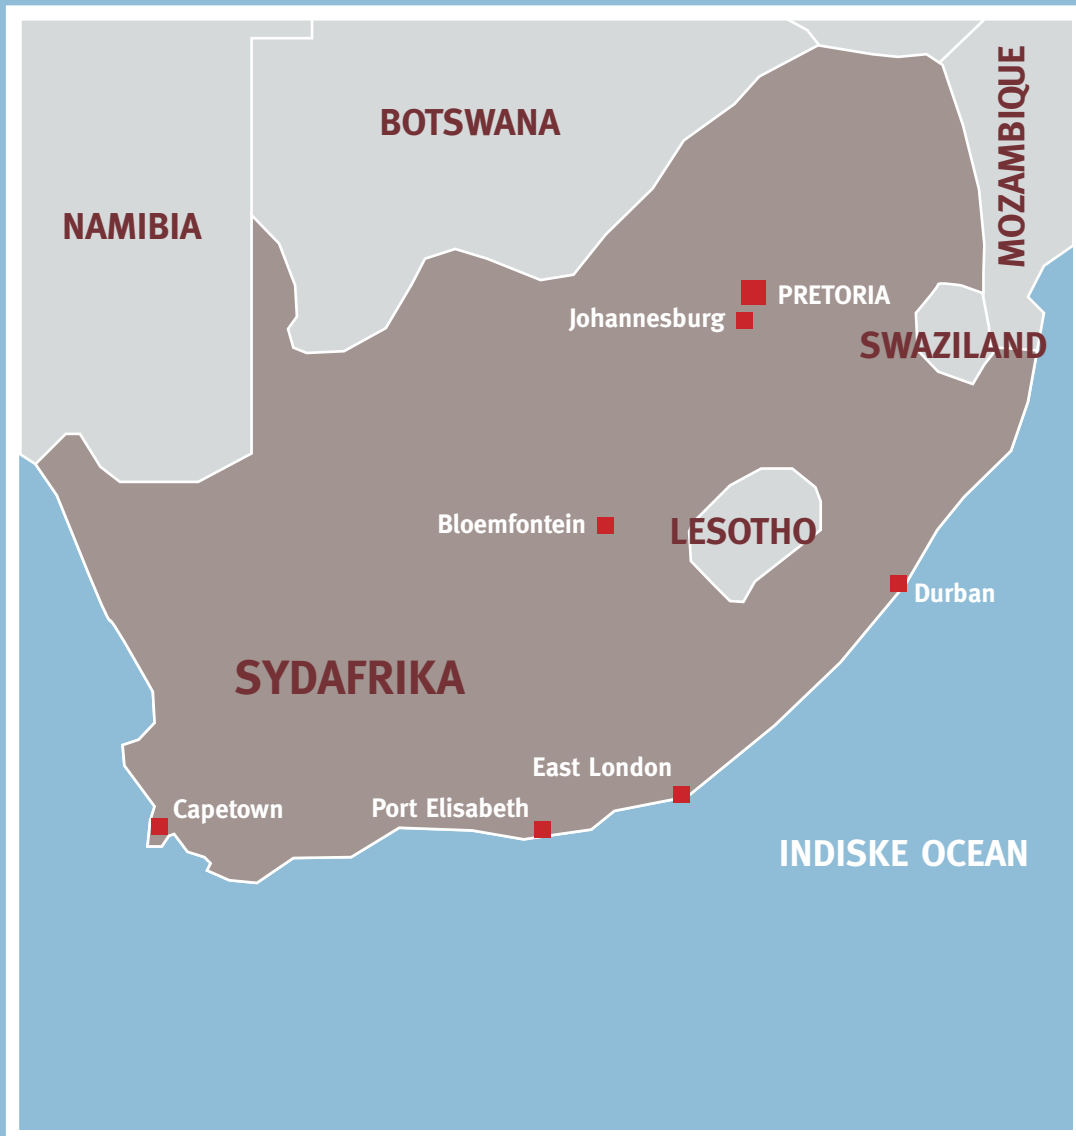 MOZAMBIQUE
BOTSWANA
NAMIBIA
PRETORIA
Johannesburg
SWAZILAND
Bloemfontein
LESOTHO
Durban
SYDAFRIKA
East London
Capetown
Port Elisabeth
INDISKE OCEAN